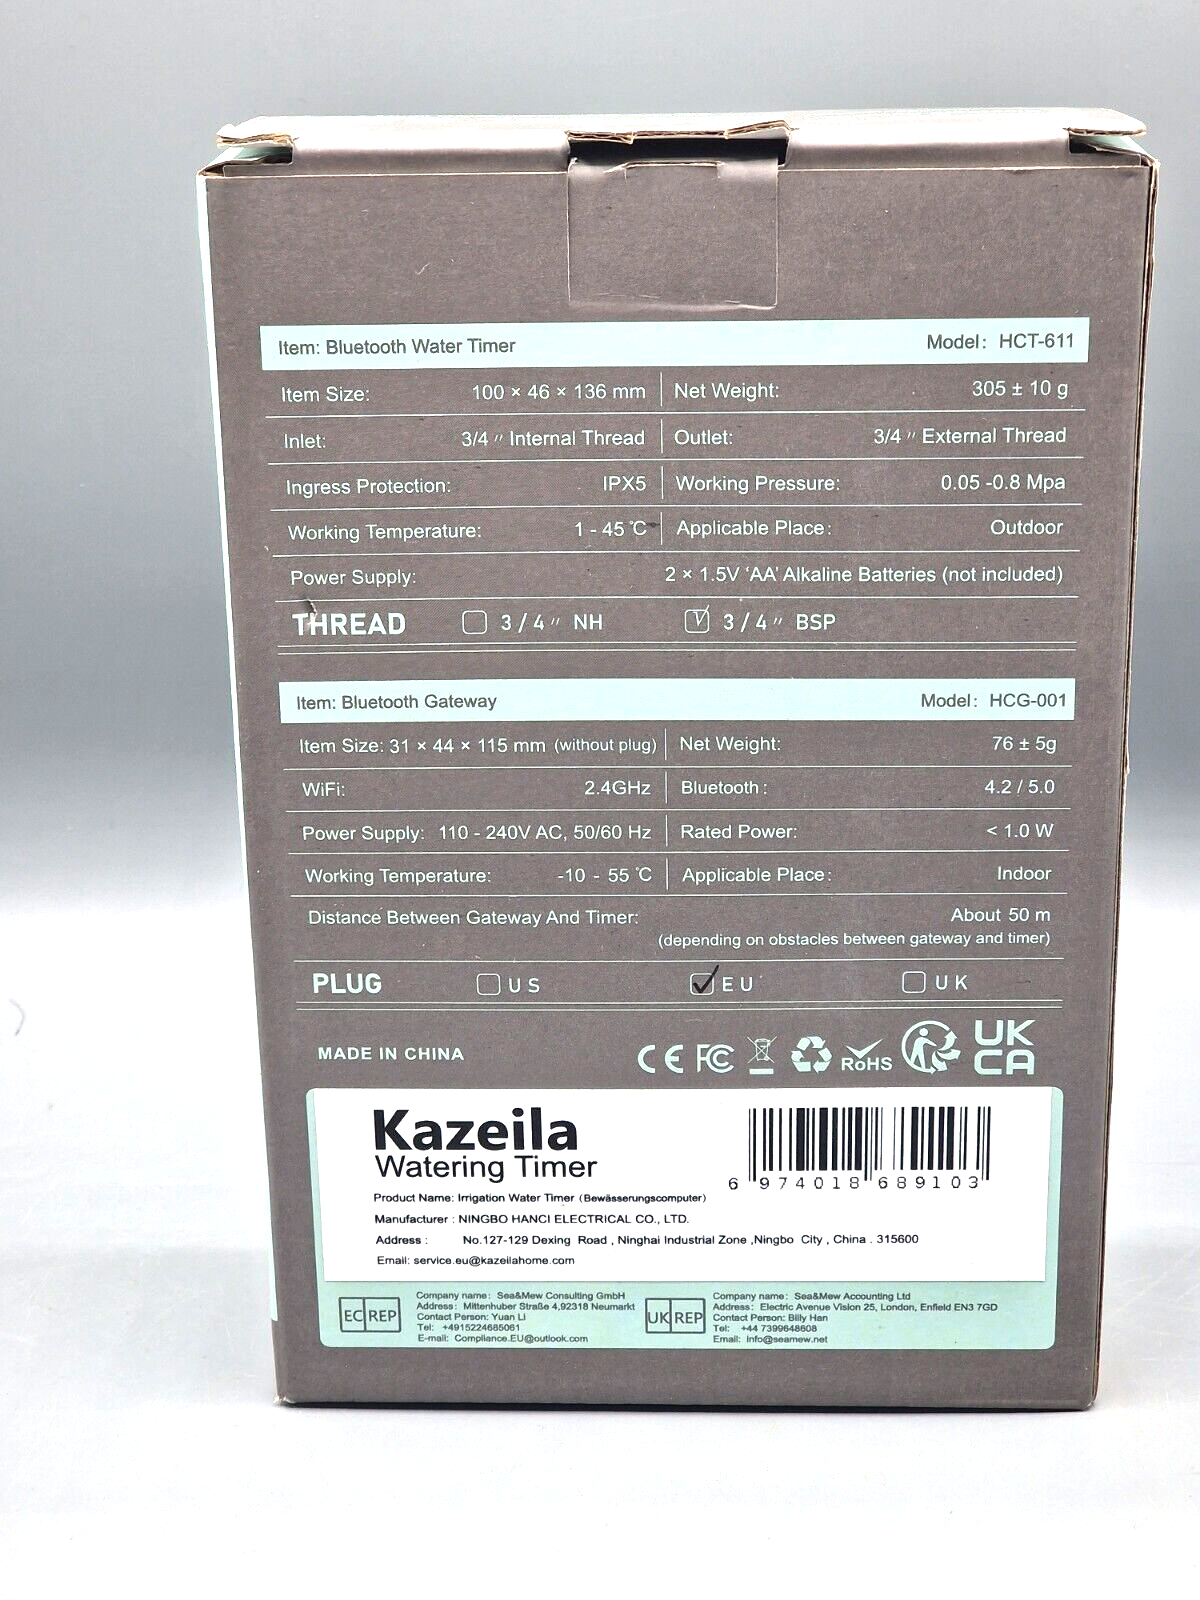 Item: Bluetooth Water Timer Model: HCT-611
Item Size: 100 × 46 × 136 mm Net Weight: 305 ± 10 g
Inlet: 3/4 〃 Internal Thread Outlet: 3/4 〃 External Thread
Ingress Protection: IPX5 Working Pressure: 0.05 -0.8 Mpa
Working Temperature: 1 - 45 ℃ Applicable Place: Outdoor
Power Supply: 2 × 1.5V ‘AA’ Alkaline Batteries (not included)
THREAD 3/4〃 NH 3/4〃 BSP
Item: Bluetooth Gateway Model: HCG-001
Item Size: 31 × 44 × 115 mm (without plug) Net Weight: 76 ± 5g
WiFi: 2.4GHz Bluetooth: 4.2 / 5.0
Power Supply: 110 - 240V AC, 50/60 Hz Rated Power: < 1.0 W
Working Temperature: -10 - 55 ℃ Applicable Place: Indoor
Distance Between Gateway And Timer: About 50 m
(depending on obstacles between gateway and timer)
PLUG US EU UK
MADE IN CHINA CE FC RoHS UK CA
Kazeila
Watering Timer
6 974018 689103
Product Name: Irrigation Water Timer (Bewässerungscomputer)
Manufacturer : NINGBO HANCI ELECTRICAL CO., LTD.
Address : No.127-129 Dexing Road , Ninghai Industrial Zone ,Ningbo City , China . 315600
Email: service.eu@kazeilahome.com
EC REP
Company name: Sea&Mew Consulting GmbH
Address: Mittenhuber Straße 4,92318 Neumarkt
Contact Person: Yuan Li
Tel: +4915224685061
E-mail: Compliance.EU@outlook.com
UK REP
Company name: Sea&Mew Accounting Ltd
Address: Electric Avenue Vision 25, London, Enfield EN3 7GD
Contact Person: Billy Han
Tel: +44 7399648608
Email: info@seamew.net